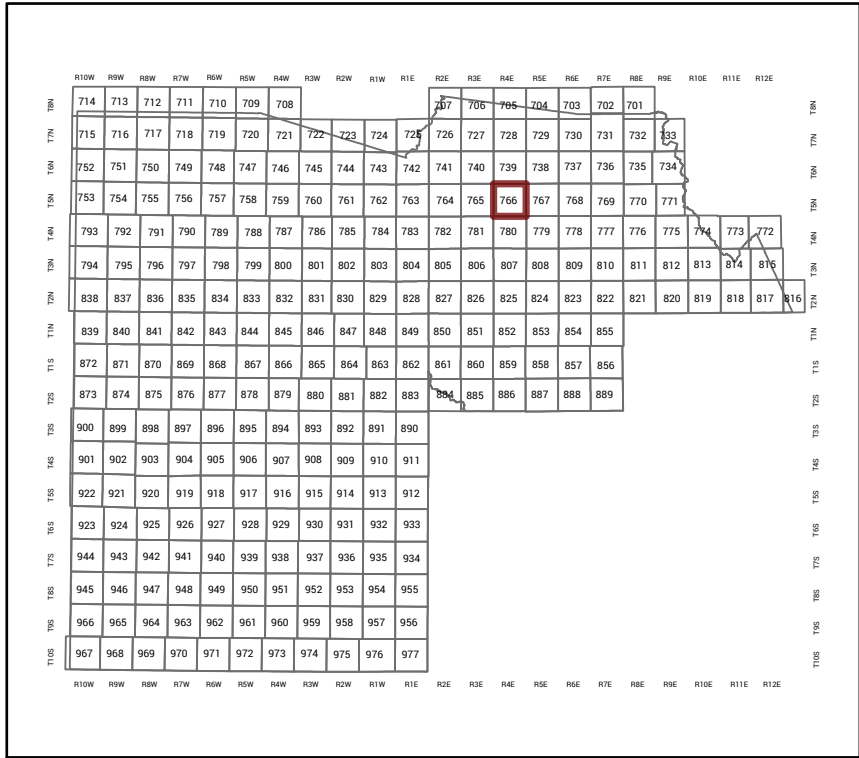 R10W R9W R8W R7W R6W R5W R4W R3W R2W R1W R1E R2E R3E R4E R5E R6E R7E R8E R9E R10E R11E R12E
T8N 714 713 712 711 710 709 708 707 706 705 704 703 702 701 T8N
T7N 715 716 717 718 719 720 721 722 723 724 725 726 727 728 729 730 731 732 733 T7N
T6N 752 751 750 749 748 747 746 745 744 743 742 741 740 739 738 737 736 735 734 T6N
T5N 753 754 755 756 757 758 759 760 761 762 763 764 765 766 767 768 769 770 771 T5N
T4N 793 792 791 790 789 788 787 786 785 784 783 782 781 780 779 778 777 776 775 774 773 772 T4N
T3N 794 795 796 797 798 799 800 801 802 803 804 805 806 807 808 809 810 811 812 813 814 815 T3N
T2N 838 837 836 835 834 833 832 831 830 829 828 827 826 825 824 823 822 821 820 819 818 817 816 T2N
T1N 839 840 841 842 843 844 845 846 847 848 849 850 851 852 853 854 855 T1N
T1S 872 871 870 869 868 867 866 865 864 863 862 861 860 859 858 857 856 T1S
T2S 873 874 875 876 877 878 879 880 881 882 883 884 885 886 887 888 889 T2S
T3S 900 899 898 897 896 895 894 893 892 891 890 T3S
T4S 901 902 903 904 905 906 907 908 909 910 911 T4S
T5S 922 921 920 919 918 917 916 915 914 913 912 T5S
T6S 923 924 925 926 927 928 929 930 931 932 933 T6S
T7S 944 943 942 941 940 939 938 937 936 935 934 T7S
T8S 945 946 947 948 949 950 951 952 953 954 955 T8S
T9S 966 965 964 963 962 961 960 959 958 957 956 T9S
T10S 967 968 969 970 971 972 973 974 975 976 977 T10S
R10W R9W R8W R7W R6W R5W R4W R3W R2W R1W R1E R2E R3E R4E R5E R6E R7E R8E R9E R10E R11E R12E